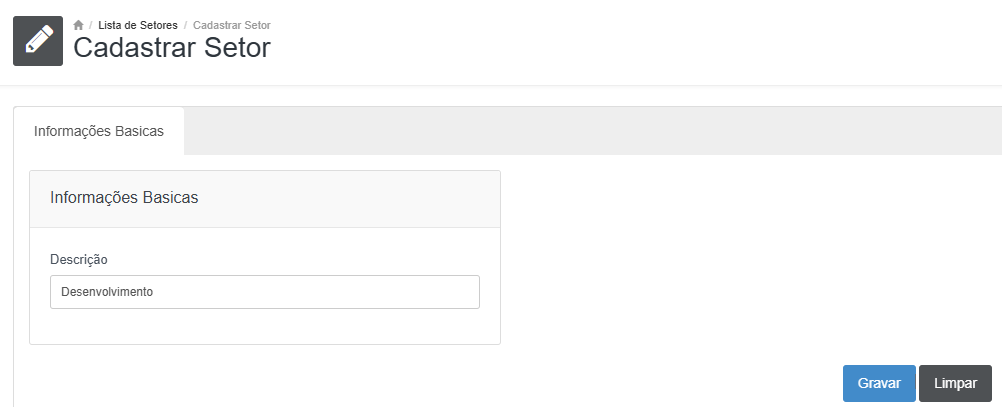 / Lista de Setores / Cadastrar Setor
Cadastrar Setor
Informações Basicas
Informações Basicas
Descrição
Desenvolvimento
Gravar Limpar